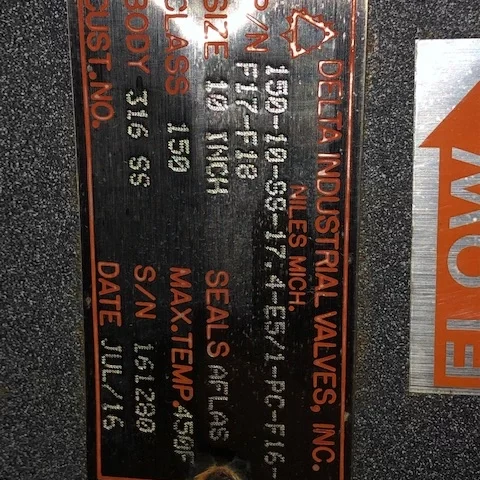 DELTA INDUSTRIAL VALVES, INC.
NILES MICH.
P/N 150-10-SS-17,4-E5/1-PC-F16-
F17-F18
SIZE 10 INCH SEALS AFLAS
CLASS 150 MAX.TEMP. 450F
BODY 316 SS S/N 161280
CUST.NO. DATE JUL/16
FLOW